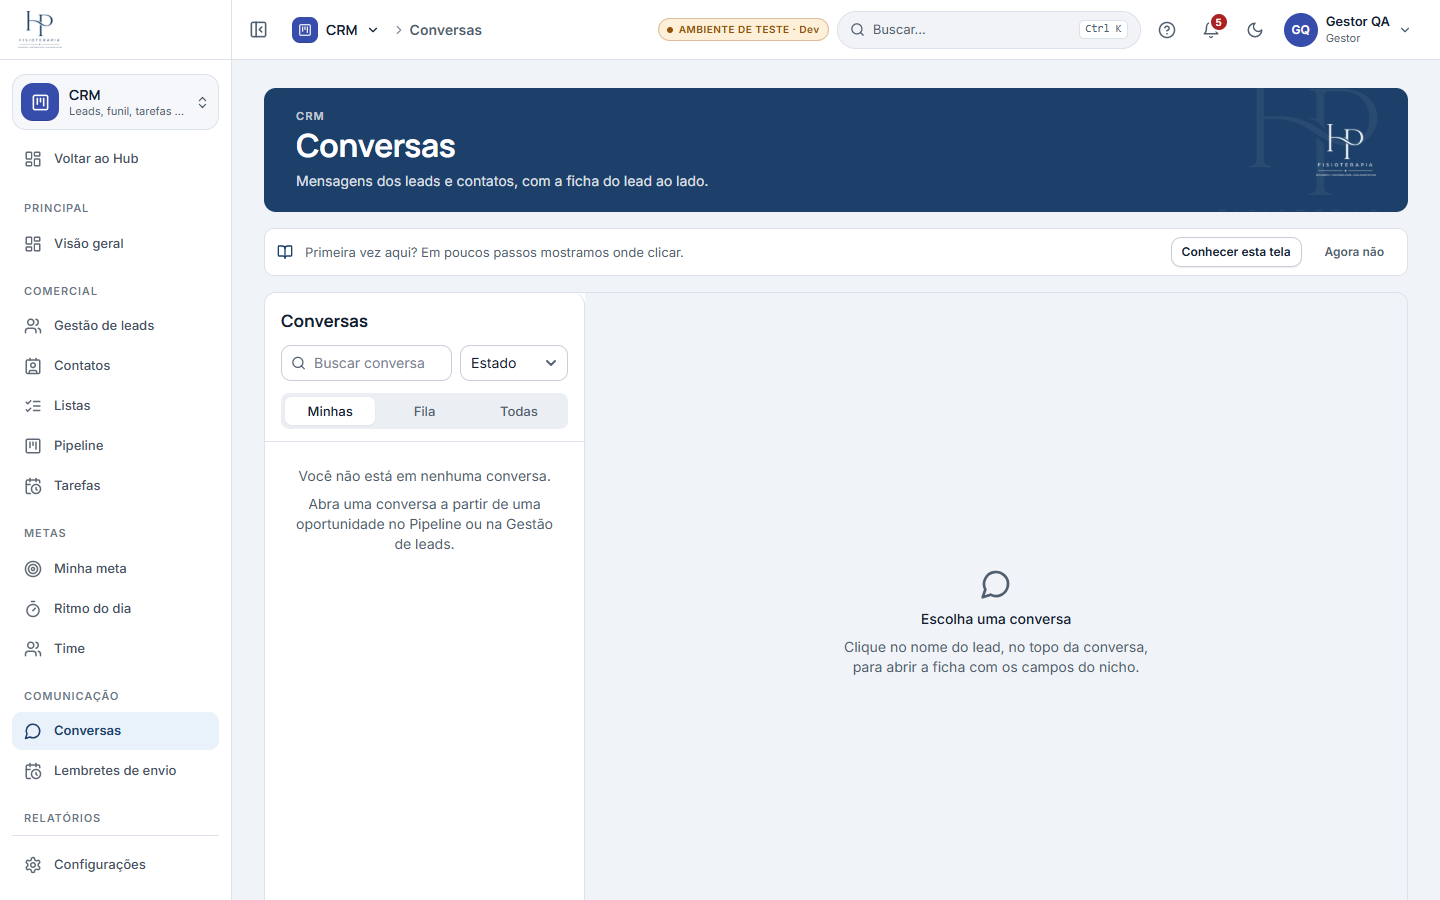 HP
FISIOTERAPIA
CRM
Conversas
AMBIENTE DE TESTE · Dev
Buscar...
Ctrl K
5
GQ
Gestor QA
Gestor
CRM
Leads, funil, tarefas ...
Voltar ao Hub
PRINCIPAL
Visão geral
COMERCIAL
Gestão de leads
Contatos
Listas
Pipeline
Tarefas
METAS
Minha meta
Ritmo do dia
Time
COMUNICAÇÃO
Conversas
Lembretes de envio
RELATÓRIOS
Configurações
CRM
Conversas
Mensagens dos leads e contatos, com a ficha do lead ao lado.
HP
FISIOTERAPIA
Primeira vez aqui? Em poucos passos mostramos onde clicar.
Conhecer esta tela
Agora não
Conversas
Buscar conversa
Estado
Minhas
Fila
Todas
Você não está em nenhuma conversa.
Abra uma conversa a partir de uma
oportunidade no Pipeline ou na Gestão
de leads.
Escolha uma conversa
Clique no nome do lead, no topo da conversa,
para abrir a ficha com os campos do nicho.